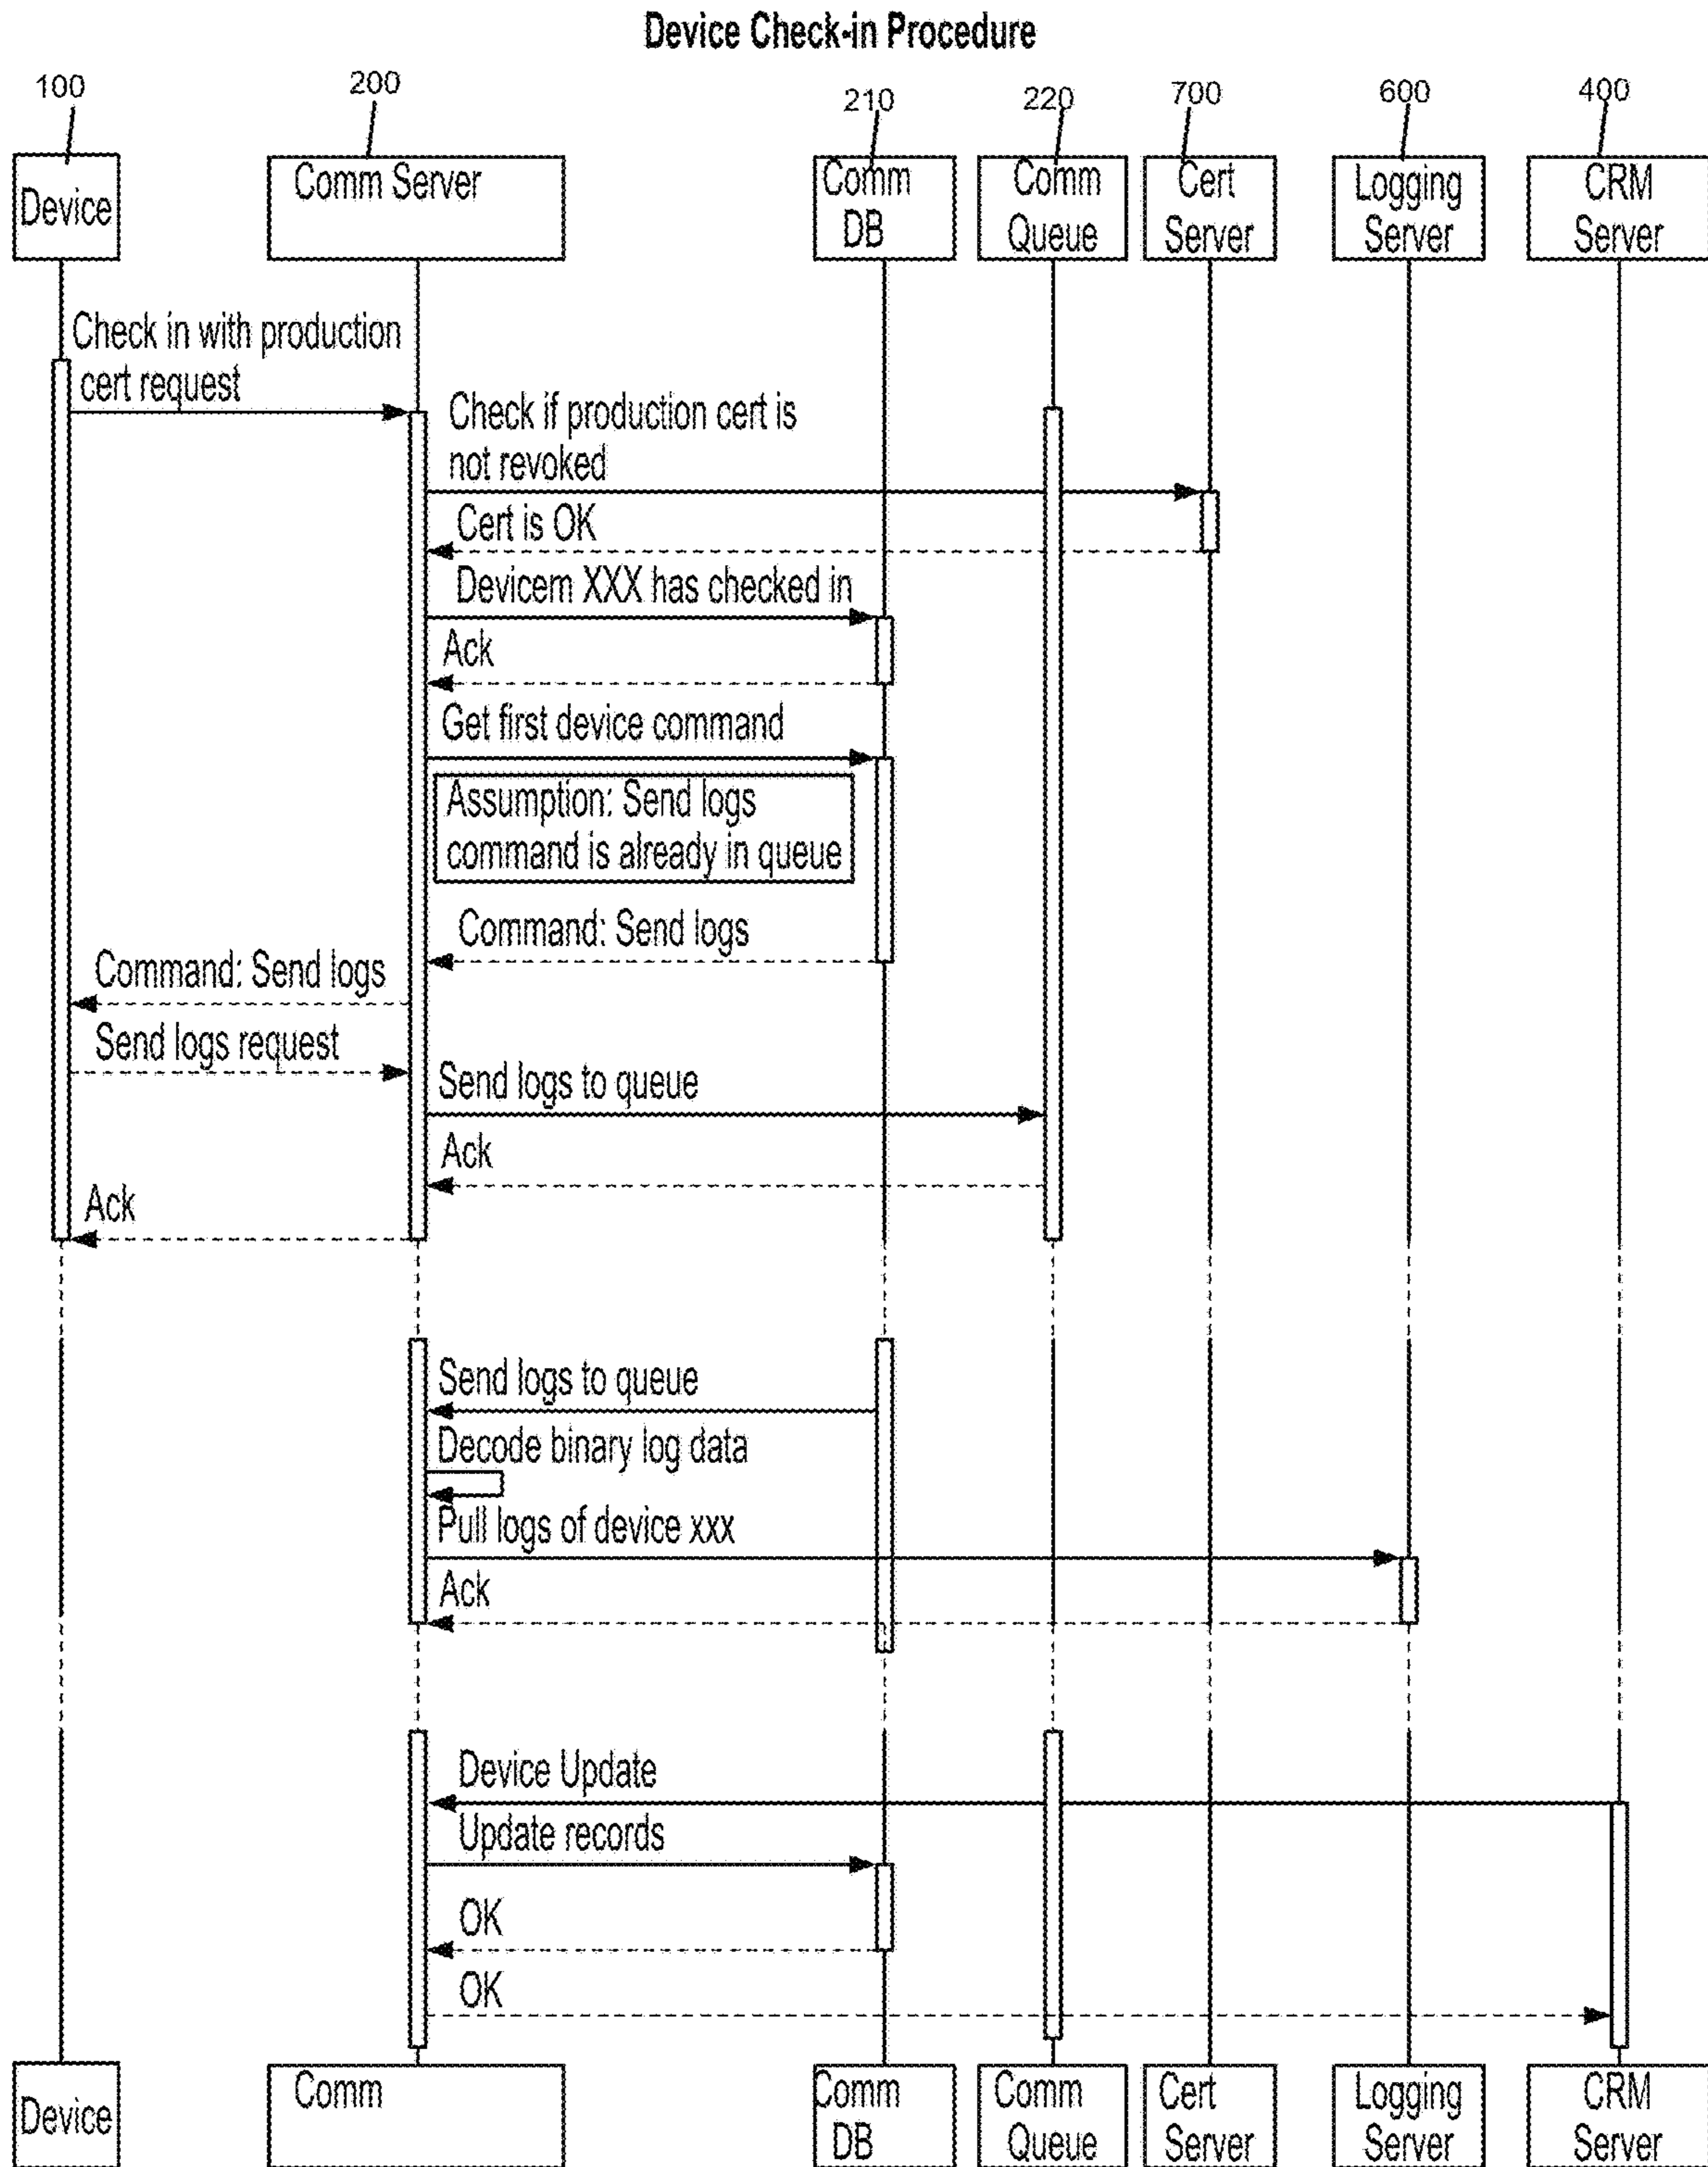 Device Check-in Procedure
100
200
210
220
700
600
400
Device
Comm Server
Comm
DB
Comm
Queue
Cert
Server
Logging
Server
CRM
Server
Check in with production
cert request
Check if production cert is
not revoked
Cert is OK
Devicem XXX has checked in
Ack
Get first device command
Assumption: Send logs
command is already in queue
Command: Send logs
Command: Send logs
Send logs request
Send logs to queue
Ack
Ack
Send logs to queue
Decode binary log data
Pull logs of device xxx
Ack
Device Update
Update records
OK
OK
Device
Comm
Comm
DB
Comm
Queue
Cert
Server
Logging
Server
CRM
Server